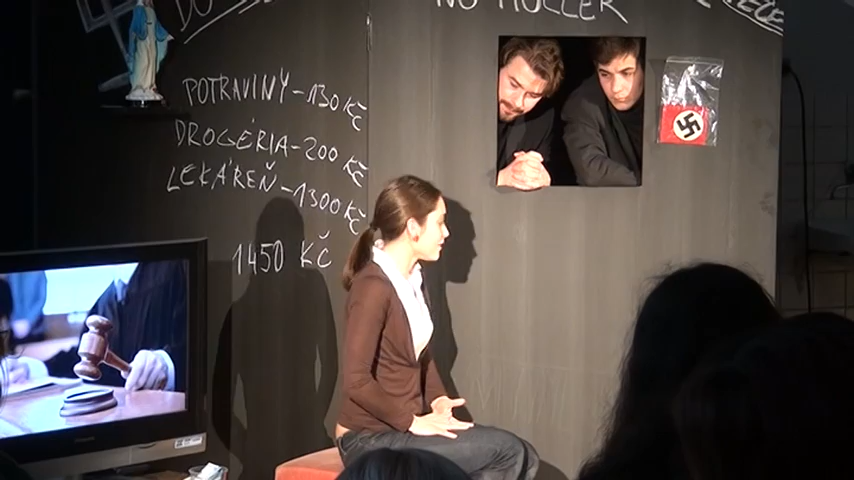 POTRAVINY - 130 KČ
DROGÉRIA - 200 KČ
LEKÁREŇ - 1300 KČ
1450 KČ